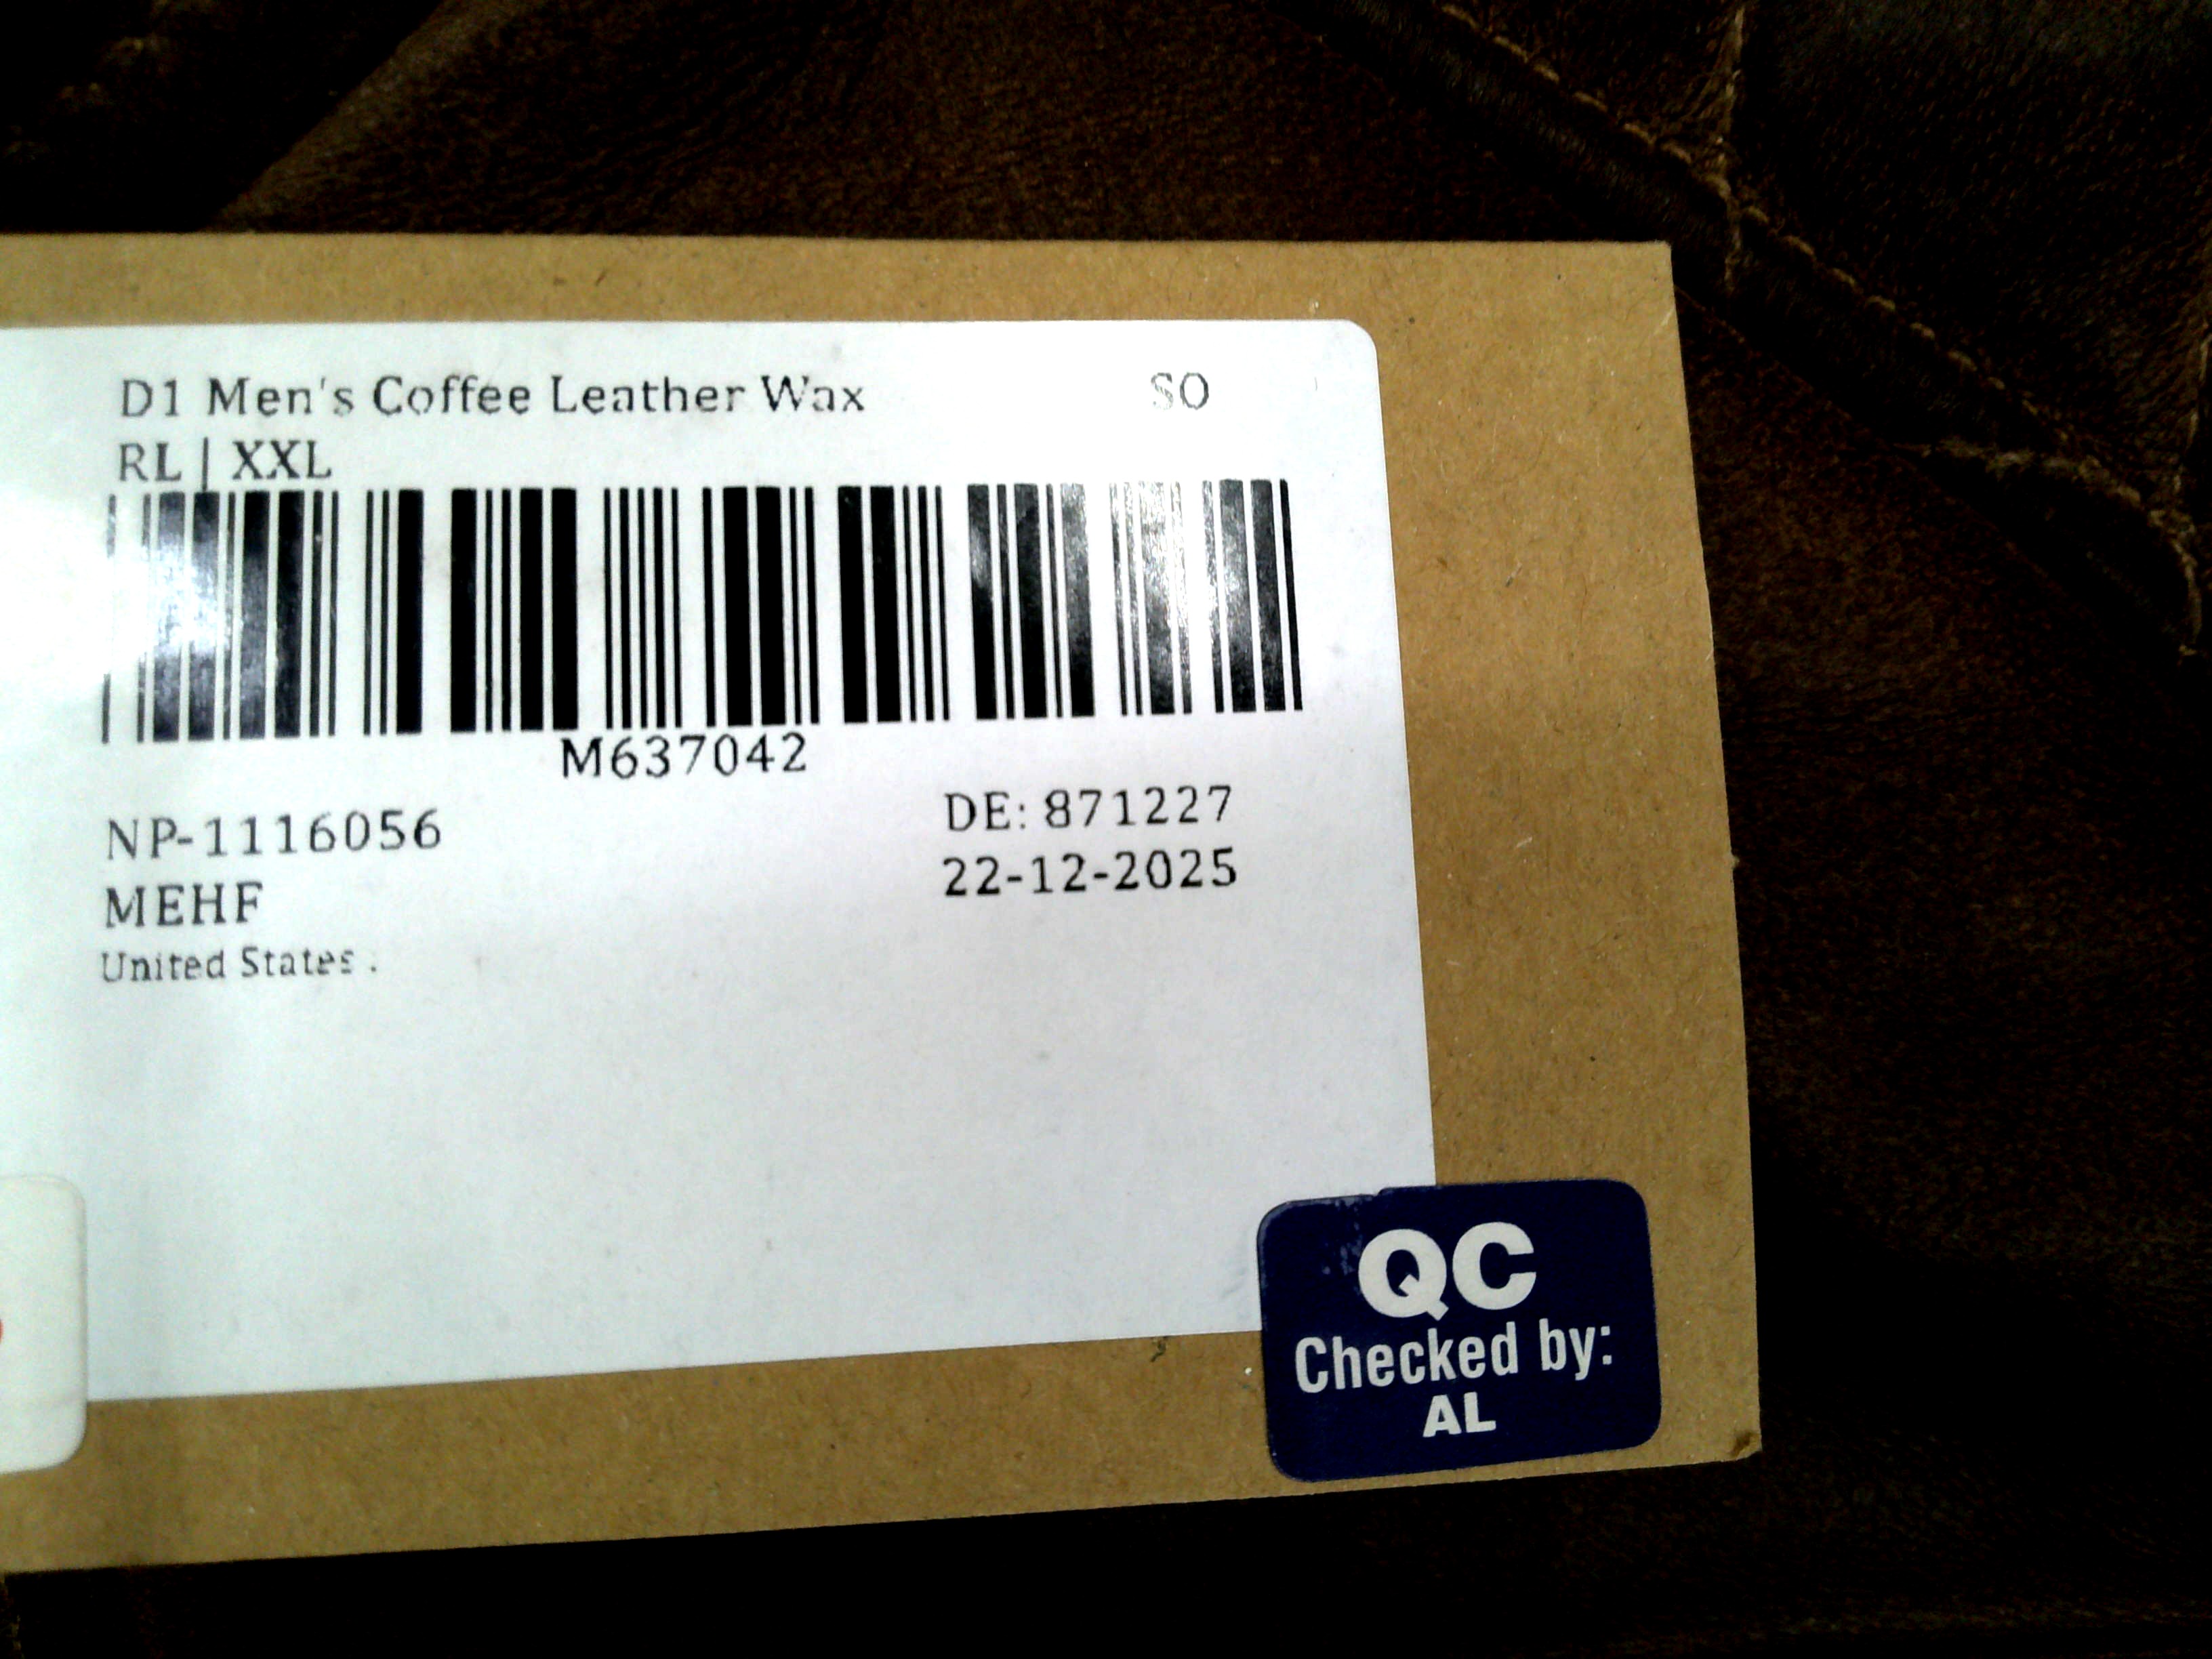 D1 Men's Coffee Leather Wax SO
RL | XXL
M637042
NP-1116056
DE: 871227
MEHF
22-12-2025
United States .
QC
Checked by:
AL